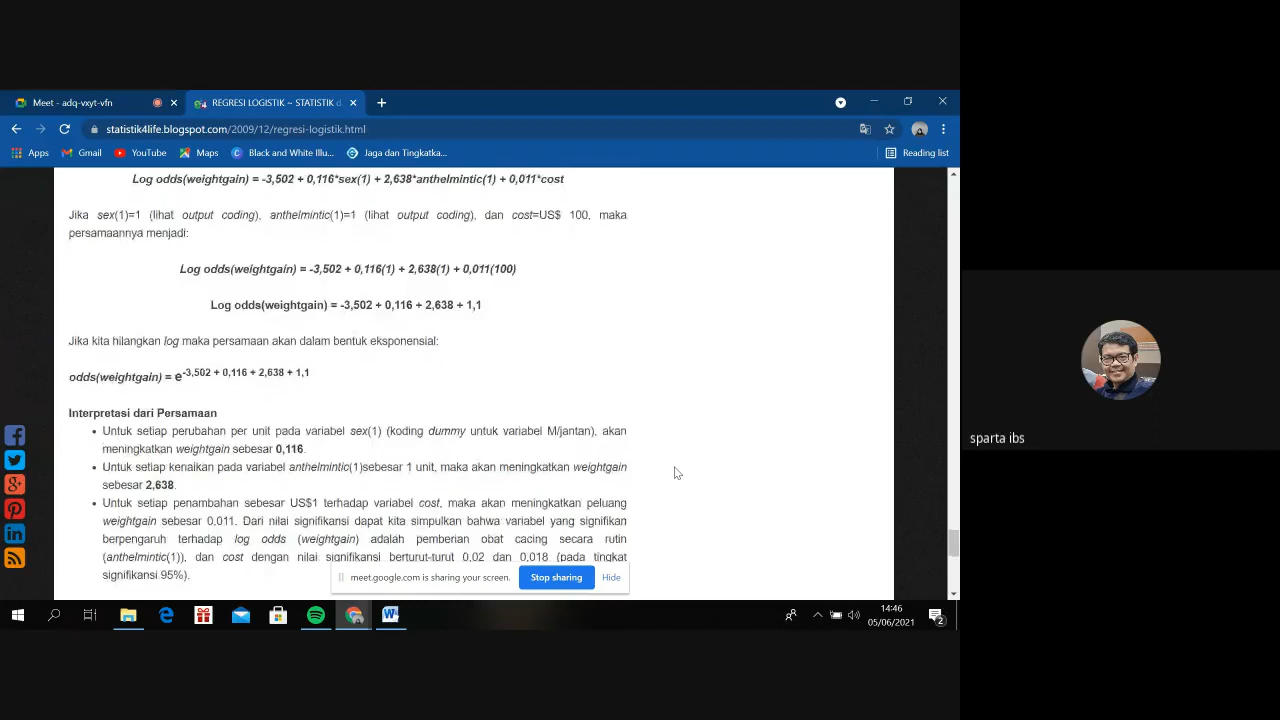 Meet - adq-vxyt-vfn
REGRESI LOGISTIK ~ STATISTIK d
statistik4life.blogspot.com/2009/12/regresi-logistik.html
Apps Gmail YouTube Maps Black and White Illu... Jaga dan Tingkatka... Reading list
Log odds(weightgain) = -3,502 + 0,116*sex(1) + 2,638*anthelmintic(1) + 0,011*cost
Jika sex(1)=1 (lihat output coding), anthelmintic(1)=1 (lihat output coding), dan cost=US$ 100, maka
persamaannya menjadi:
Log odds(weightgain) = -3,502 + 0,116(1) + 2,638(1) + 0,011(100)
Log odds(weightgain) = -3,502 + 0,116 + 2,638 + 1,1
Jika kita hilangkan log maka persamaan akan dalam bentuk eksponensial:
odds(weightgain) = e-3,502 + 0,116 + 2,638 + 1,1
Interpretasi dari Persamaan
• Untuk setiap perubahan per unit pada variabel sex(1) (koding dummy untuk variabel M/jantan), akan
meningkatkan weightgain sebesar 0,116.
• Untuk setiap kenaikan pada variabel anthelmintic(1)sebesar 1 unit, maka akan meningkatkan weightgain
sebesar 2,638.
• Untuk setiap penambahan sebesar US$1 terhadap variabel cost, maka akan meningkatkan peluang
weightgain sebesar 0,011. Dari nilai signifikansi dapat kita simpulkan bahwa variabel yang signifikan
berpengaruh terhadap log odds (weightgain) adalah pemberian obat cacing secara rutin
(anthelmintic(1)), dan cost dengan nilai signifikansi berturut-turut 0,02 dan 0,018 (pada tingkat
signifikansi 95%).
meet.google.com is sharing your screen. Stop sharing Hide
sparta ibs
14:46
05/06/2021
2